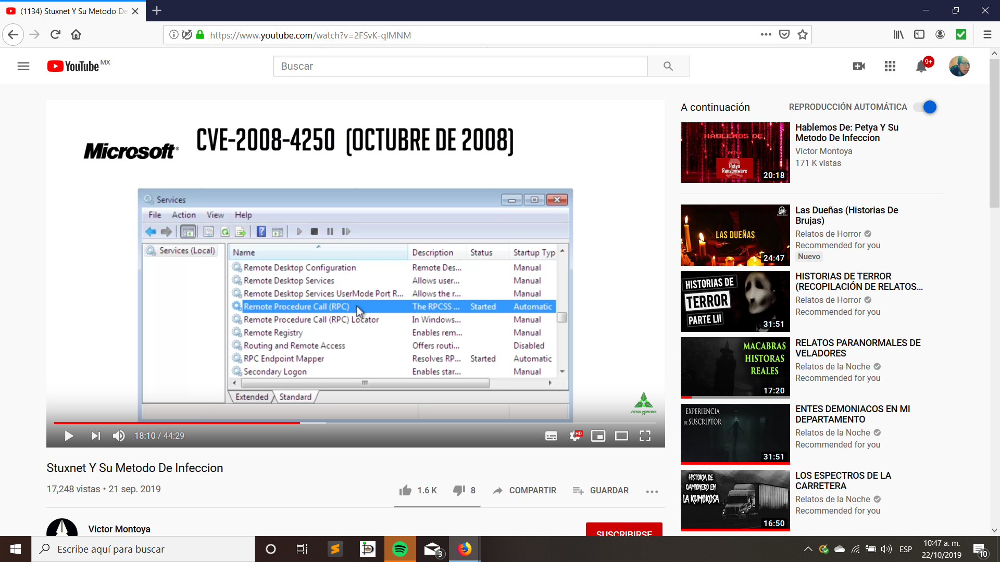 (1134) Stuxnet Y Su Metodo De
https://www.youtube.com/watch?v=2FSvK-qlMNM
YouTube MX
Buscar
9+
Microsoft
CVE-2008-4250 (OCTUBRE DE 2008)
Services
File Action View Help
Services (Local)
Name Description Status Startup Typ
Remote Desktop Configuration Remote Des... Manual
Remote Desktop Services Allows user... Manual
Remote Desktop Services UserMode Port R... Allows the r... Manual
Remote Procedure Call (RPC) The RPCSS ... Started Automatic
Remote Procedure Call (RPC) Locator In Windows... Manual
Remote Registry Enables rem... Manual
Routing and Remote Access Offers routi... Disabled
RPC Endpoint Mapper Resolves RP... Started Automatic
Secondary Logon Enables star... Manual
Extended Standard
VICTOR MONTOYA
18:10 / 44:29
HD
Stuxnet Y Su Metodo De Infeccion
17,248 vistas • 21 sep. 2019
1.6 K 8 COMPARTIR GUARDAR
Victor Montoya
SUSCRIBIRSE
A continuación REPRODUCCIÓN AUTOMÁTICA
HABLEMOS DE
PETYA
Petya
Ransomware
20:18
Hablemos De: Petya Y Su
Metodo De Infeccion
Victor Montoya
171 K vistas
LAS DUEÑAS
24:47
Las Dueñas (Historias De
Brujas)
Relatos de Horror
Recommended for you
Nuevo
HISTORIAS DE
TERROR
PARTE LII
31:51
HISTORIAS DE TERROR
(RECOPILACIÓN DE RELATOS...
Relatos de Horror
Recommended for you
MACABRAS
HISTORAS
REALES
17:20
RELATOS PARANORMALES DE
VELADORES
Relatos de la Noche
Recommended for you
EXPERIENCIA
DE SUSCRIPTOR
31:51
ENTES DEMONIACOS EN MI
DEPARTAMENTO
Relatos de la Noche
Recommended for you
HISTORIA DE
CAMIONERO EN
LA RUMOROSA
16:50
LOS ESPECTROS DE LA
CARRETERA
Relatos de la Noche
Recommended for you
Escribe aquí para buscar
3
ESP
10:47 a. m.
22/10/2019
10